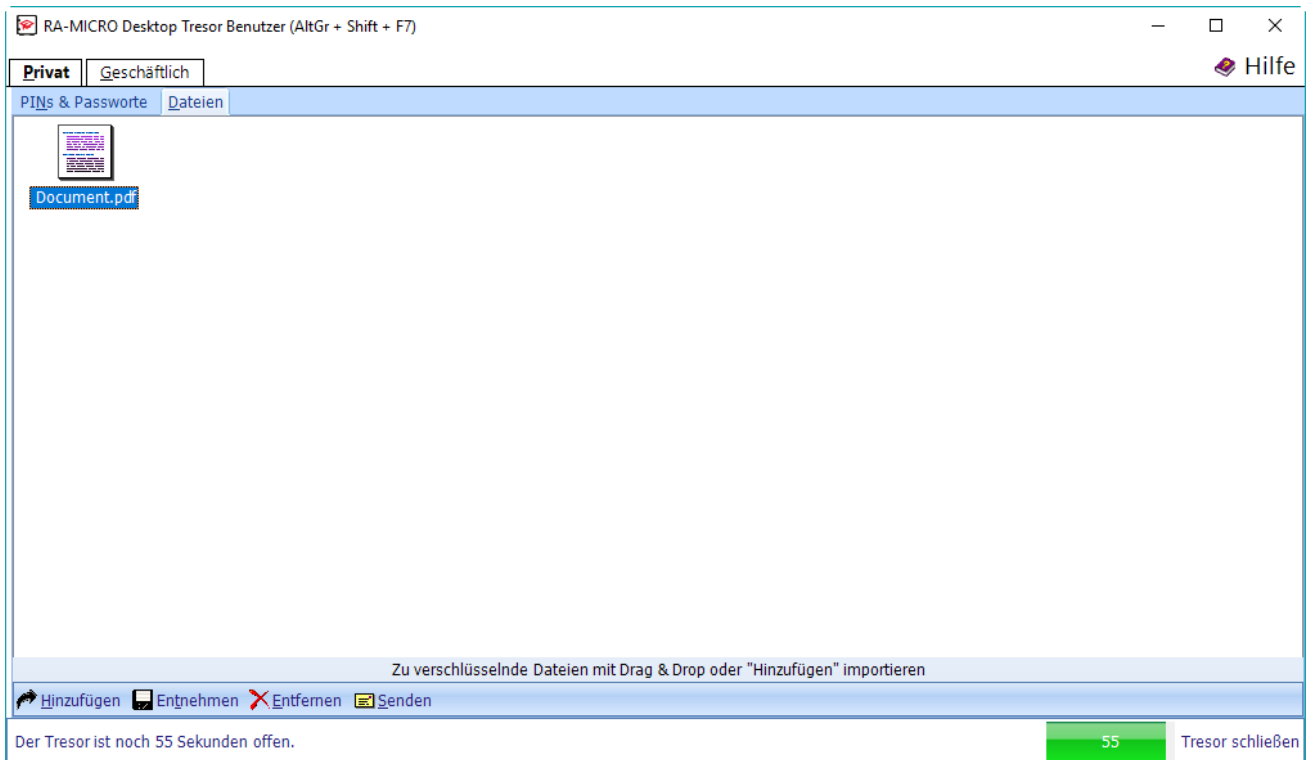 RA-MICRO Desktop Tresor Benutzer (AltGr + Shift + F7)
Privat Geschäftlich Hilfe
PINs & Passworte Dateien
Document.pdf
Zu verschlüsselnde Dateien mit Drag & Drop oder "Hinzufügen" importieren
Hinzufügen Entnehmen Entfernen Senden
Der Tresor ist noch 55 Sekunden offen. 55 Tresor schließen